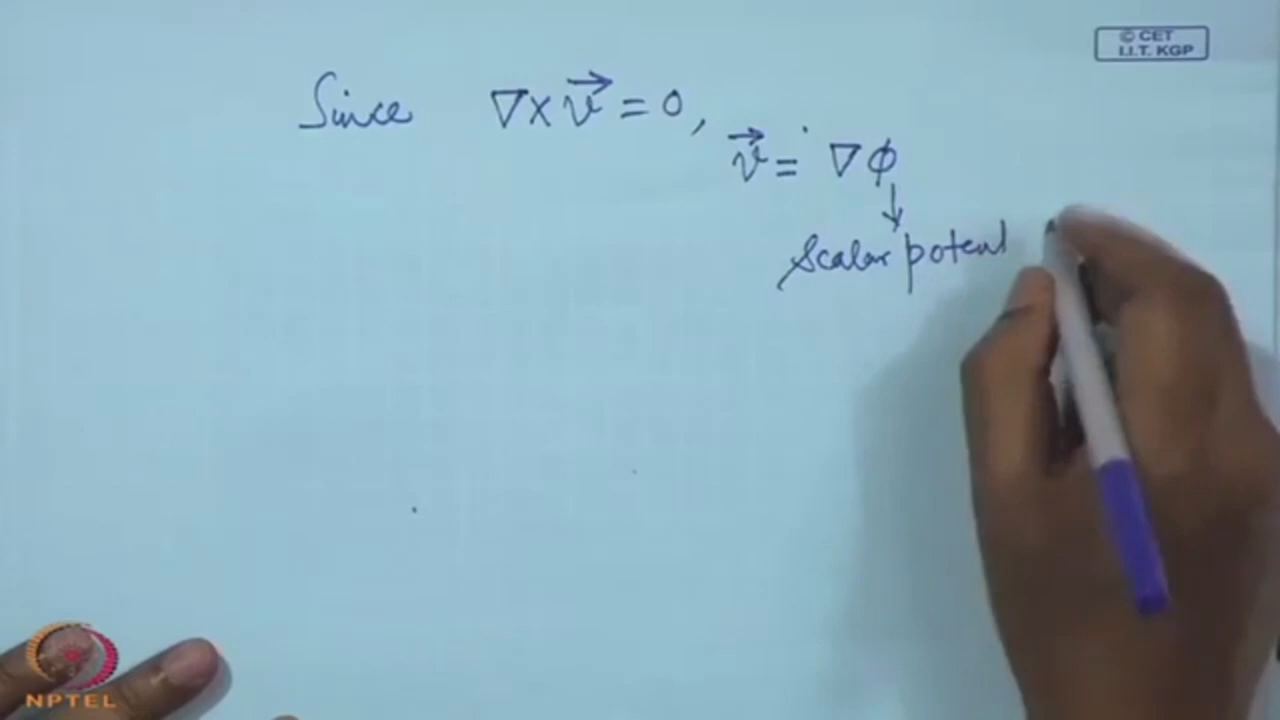 © CET
I.I.T. KGP
Since ∇×v⃗ = 0,
v⃗ = ∇φ
↓
Scalar potent
NPTEL